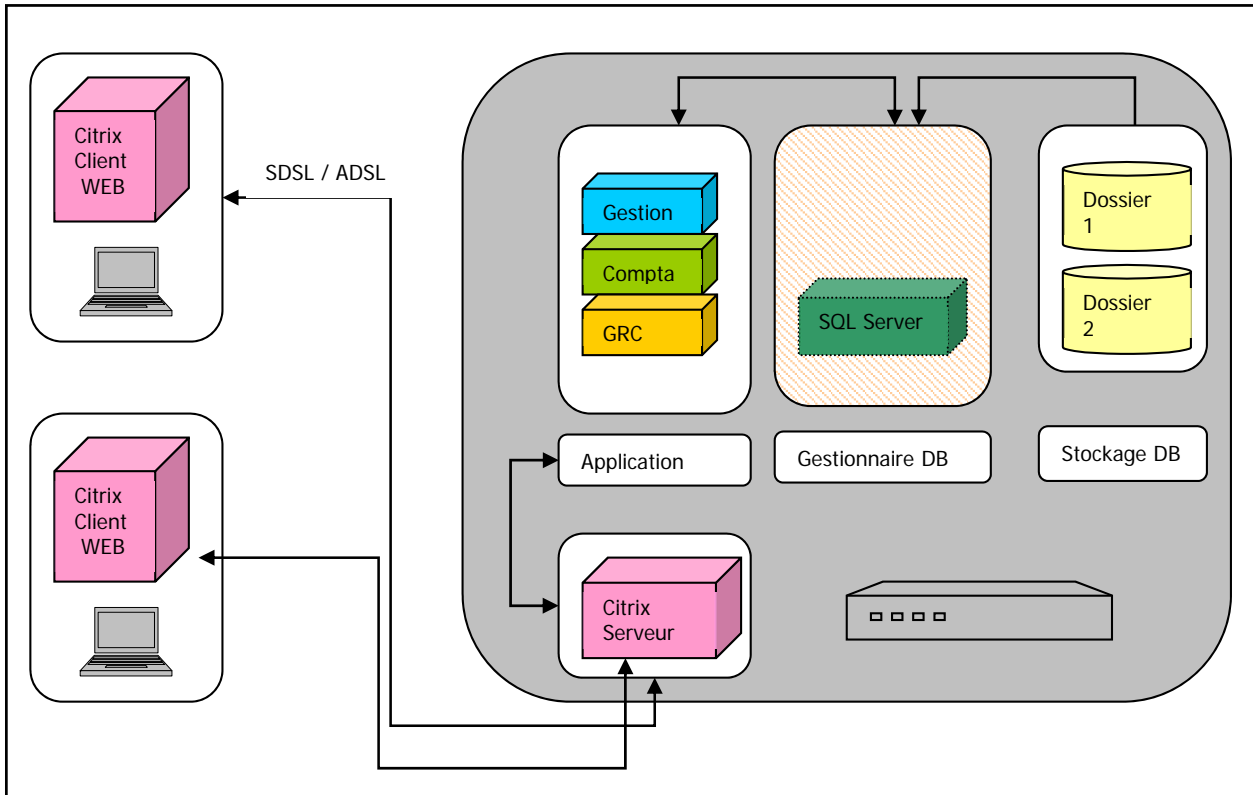 Citrix
Client
WEB
SDSL / ADSL
Citrix
Client
WEB
Gestion
Compta
GRC
SQL Server
Dossier
1
Dossier
2
Application
Gestionnaire DB
Stockage DB
Citrix
Serveur